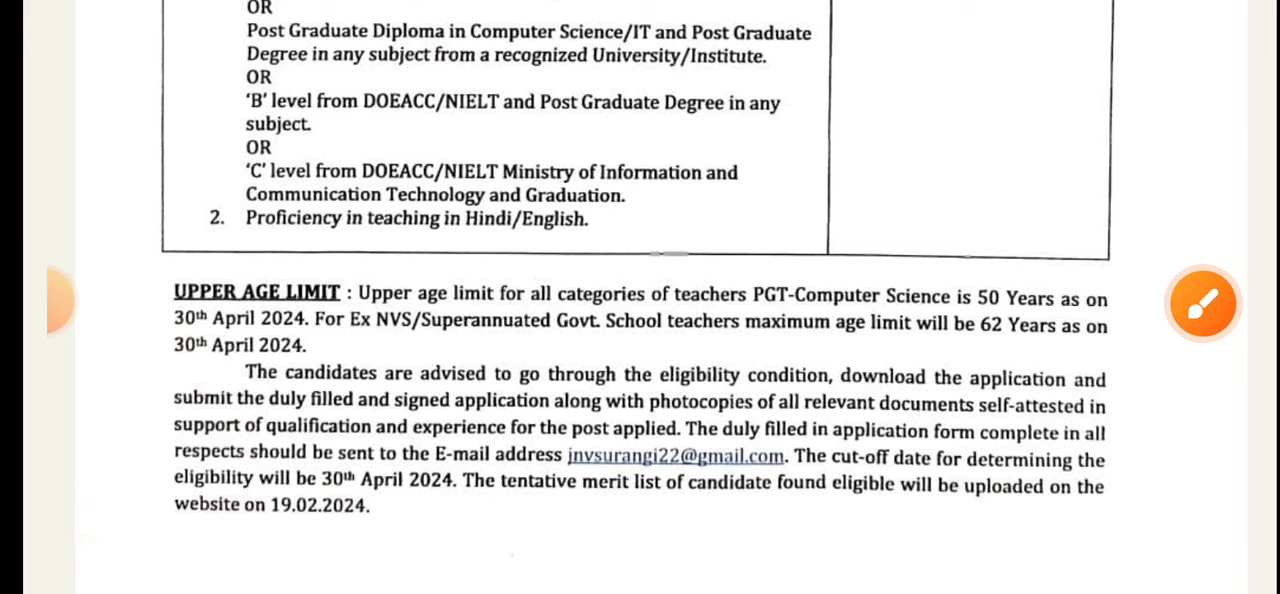 OR
Post Graduate Diploma in Computer Science/IT and Post Graduate
Degree in any subject from a recognized University/Institute.
OR
‘B’ level from DOEACC/NIELT and Post Graduate Degree in any
subject.
OR
‘C’ level from DOEACC/NIELT Ministry of Information and
Communication Technology and Graduation.
2. Proficiency in teaching in Hindi/English.
UPPER AGE LIMIT : Upper age limit for all categories of teachers PGT-Computer Science is 50 Years as on
30th April 2024. For Ex NVS/Superannuated Govt. School teachers maximum age limit will be 62 Years as on
30th April 2024.
The candidates are advised to go through the eligibility condition, download the application and
submit the duly filled and signed application along with photocopies of all relevant documents self-attested in
support of qualification and experience for the post applied. The duly filled in application form complete in all
respects should be sent to the E-mail address jnvsurangi22@gmail.com. The cut-off date for determining the
eligibility will be 30th April 2024. The tentative merit list of candidate found eligible will be uploaded on the
website on 19.02.2024.